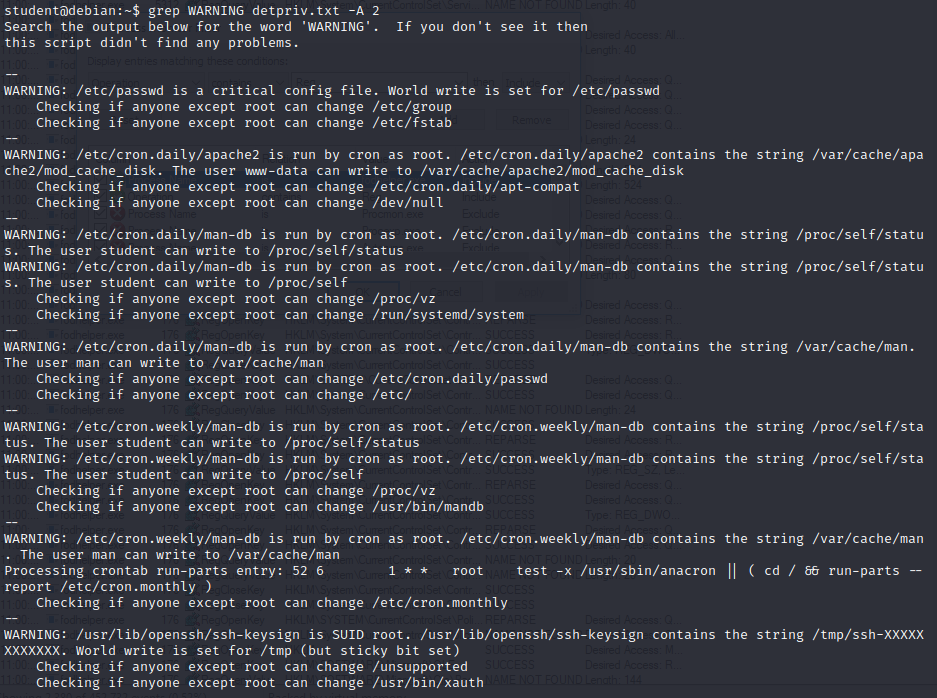 student@debian:~$ grep WARNING detpriv.txt -A 2
Search the output below for the word 'WARNING'.  If you don't see it then
this script didn't find any problems.
--
WARNING: /etc/passwd is a critical config file. World write is set for /etc/passwd
    Checking if anyone except root can change /etc/group
    Checking if anyone except root can change /etc/fstab
--
WARNING: /etc/cron.daily/apache2 is run by cron as root. /etc/cron.daily/apache2 contains the string /var/cache/apa
che2/mod_cache_disk. The user www-data can write to /var/cache/apache2/mod_cache_disk
    Checking if anyone except root can change /etc/cron.daily/apt-compat
    Checking if anyone except root can change /dev/null
--
WARNING: /etc/cron.daily/man-db is run by cron as root. /etc/cron.daily/man-db contains the string /proc/self/statu
s. The user student can write to /proc/self/status
WARNING: /etc/cron.daily/man-db is run by cron as root. /etc/cron.daily/man-db contains the string /proc/self/statu
s. The user student can write to /proc/self
    Checking if anyone except root can change /proc/vz
    Checking if anyone except root can change /run/systemd/system
--
WARNING: /etc/cron.daily/man-db is run by cron as root. /etc/cron.daily/man-db contains the string /var/cache/man.
The user man can write to /var/cache/man
    Checking if anyone except root can change /etc/cron.daily/passwd
    Checking if anyone except root can change /etc/
--
WARNING: /etc/cron.weekly/man-db is run by cron as root. /etc/cron.weekly/man-db contains the string /proc/self/sta
tus. The user student can write to /proc/self/status
WARNING: /etc/cron.weekly/man-db is run by cron as root. /etc/cron.weekly/man-db contains the string /proc/self/sta
tus. The user student can write to /proc/self
    Checking if anyone except root can change /proc/vz
    Checking if anyone except root can change /usr/bin/mandb
--
WARNING: /etc/cron.weekly/man-db is run by cron as root. /etc/cron.weekly/man-db contains the string /var/cache/man
. The user man can write to /var/cache/man
Processing crontab run-parts entry: 52 6        1 * *   root    test -x /usr/sbin/anacron || ( cd / && run-parts --
report /etc/cron.monthly )
    Checking if anyone except root can change /etc/cron.monthly
--
WARNING: /usr/lib/openssh/ssh-keysign is SUID root. /usr/lib/openssh/ssh-keysign contains the string /tmp/ssh-XXXXX
XXXXXXX. World write is set for /tmp (but sticky bit set)
    Checking if anyone except root can change /unsupported
    Checking if anyone except root can change /usr/bin/xauth